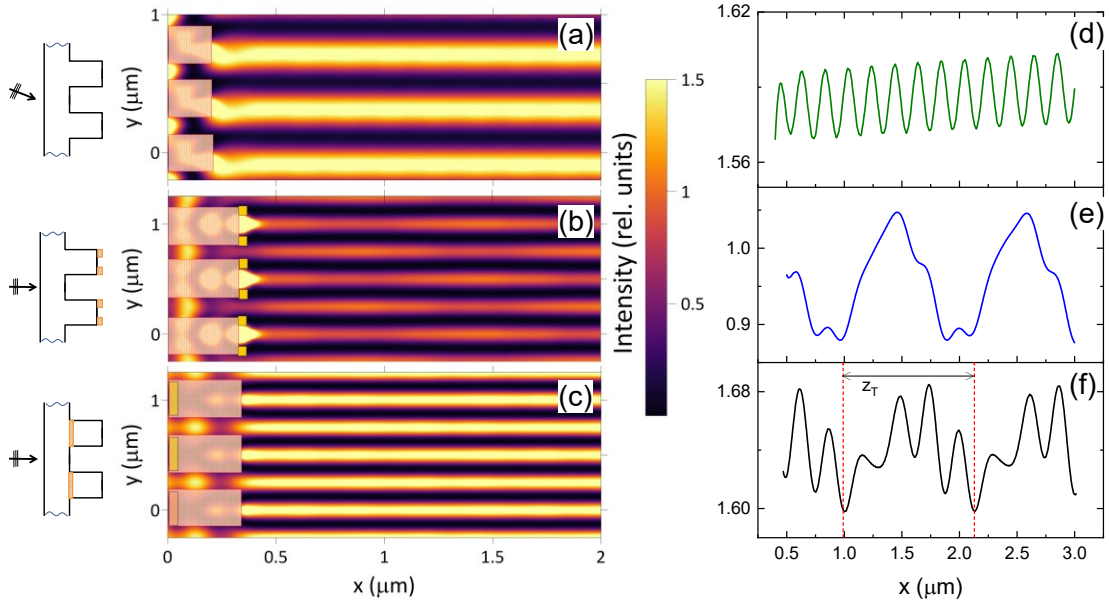 1
y (μm)
0
(a)
1
y (μm)
0
(b)
1
y (μm)
0
(c)
0
0.5
1
1.5
2
x (μm)
1.5
1
0.5
Intensity (rel. units)
1.62
1.56
(d)
1.0
0.9
(e)
1.68
1.60
z_T
(f)
0.5
1.0
1.5
2.0
2.5
3.0
x (μm)